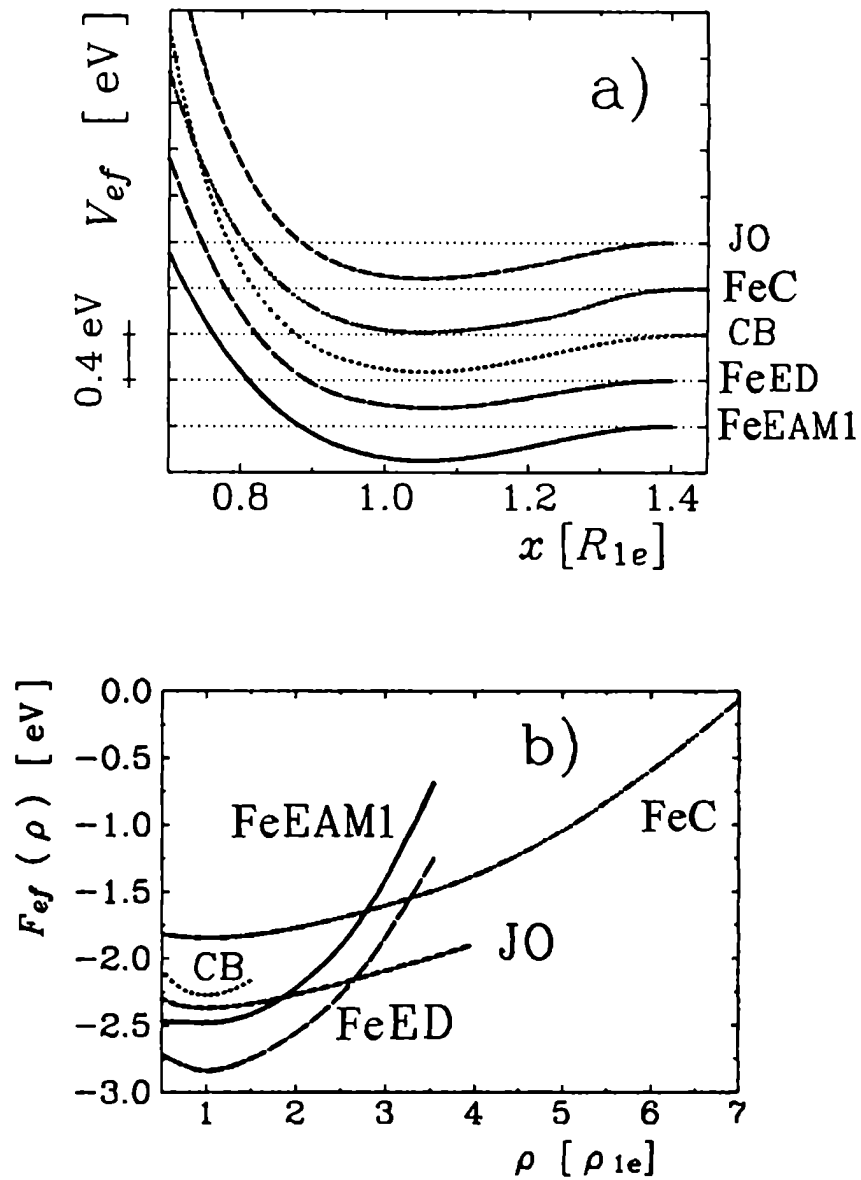 a)
V_ef [ eV ]
0.4 eV
JO
FeC
CB
FeED
FeEAM1
0.8 1.0 1.2 1.4
x [R_1e]
b)
F_ef (ρ) [ eV ]
0.0
−0.5
−1.0
−1.5
−2.0
−2.5
−3.0
FeEAM1
FeC
CB
JO
FeED
1 2 3 4 5 6 7
ρ [ ρ_1e]